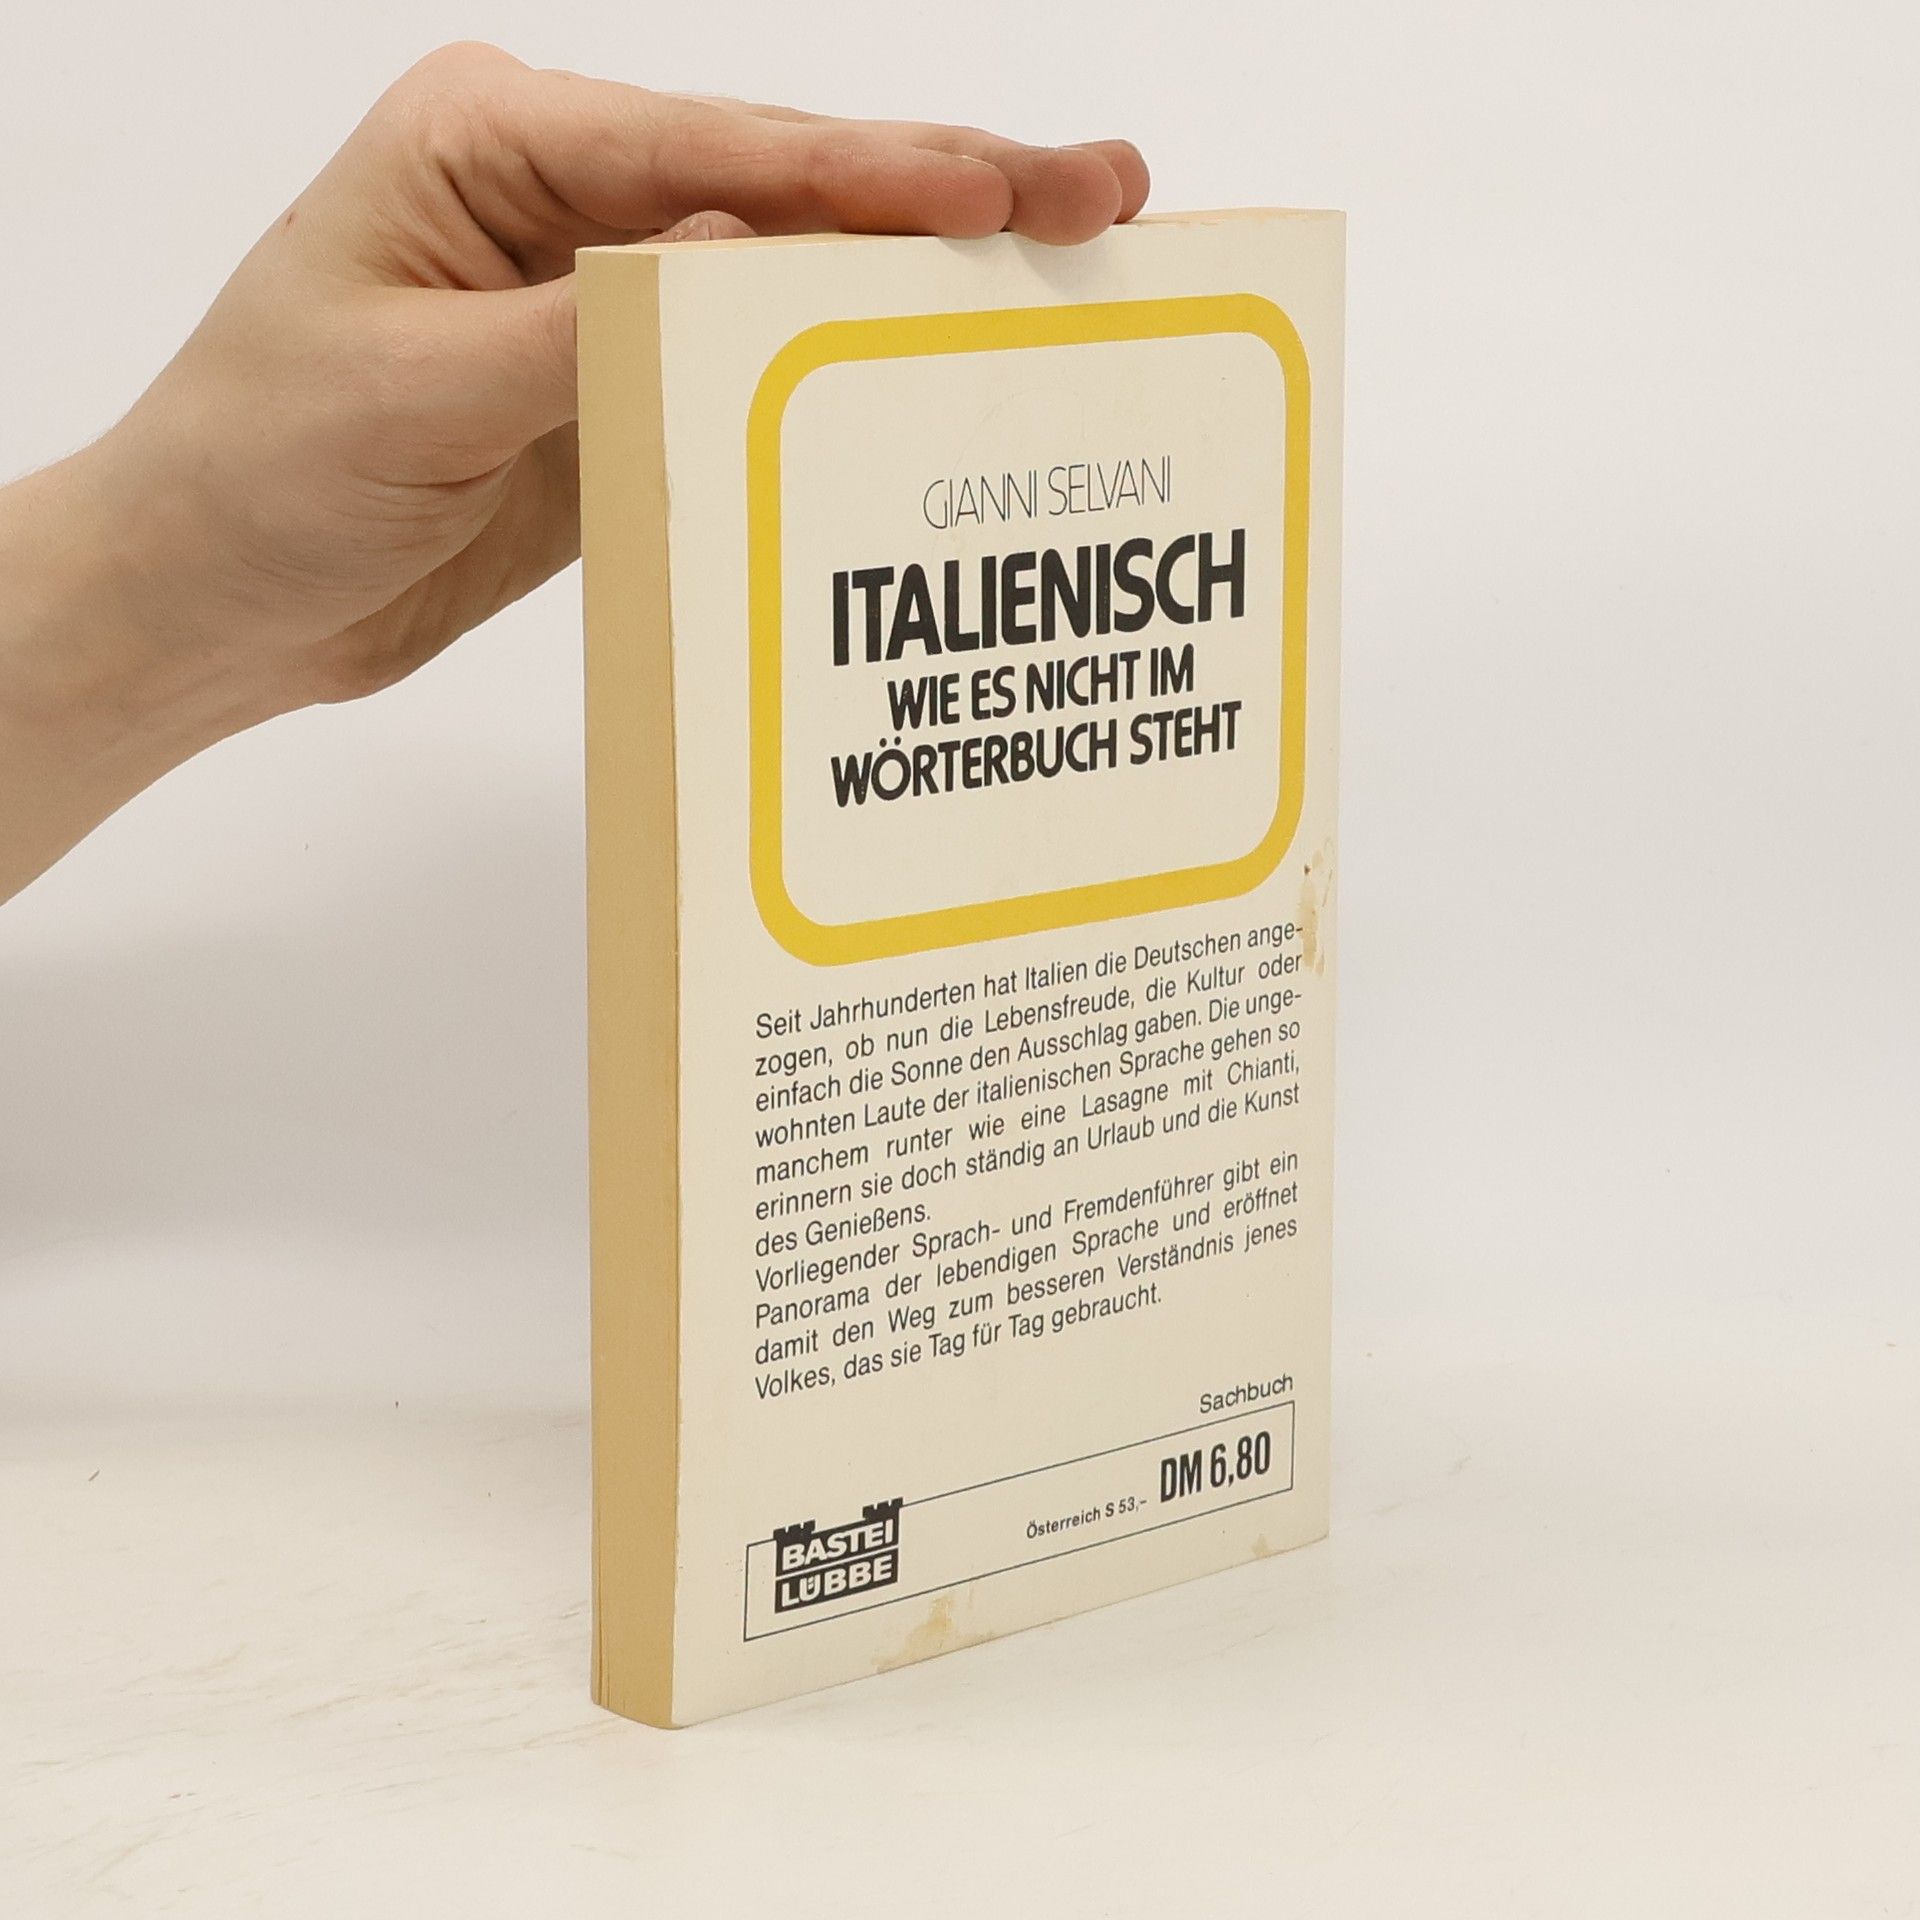 GIANNI SELVANI
ITALIENISCH
WIE ES NICHT IM
WÖRTERBUCH STEHT
Seit Jahrhunderten hat Italien die Deutschen ange-
zogen, ob nun die Lebensfreude, die Kultur oder
einfach die Sonne den Ausschlag gaben. Die unge-
wohnten Laute der italienischen Sprache gehen so
manchem runter wie eine Lasagne mit Chianti,
erinnern sie doch ständig an Urlaub und die Kunst
des Genießens.
Vorliegender Sprach- und Fremdenführer gibt ein
Panorama der lebendigen Sprache und eröffnet
damit den Weg zum besseren Verständnis jenes
Volkes, das sie Tag für Tag gebraucht.
Sachbuch
BASTEI
LÜBBE
Österreich S 53,- DM 6,80